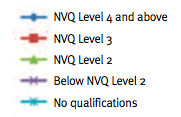 NVQ Level 4 and above
NVQ Level 3
NVQ Level 2
Below NVQ Level 2
No qualifications